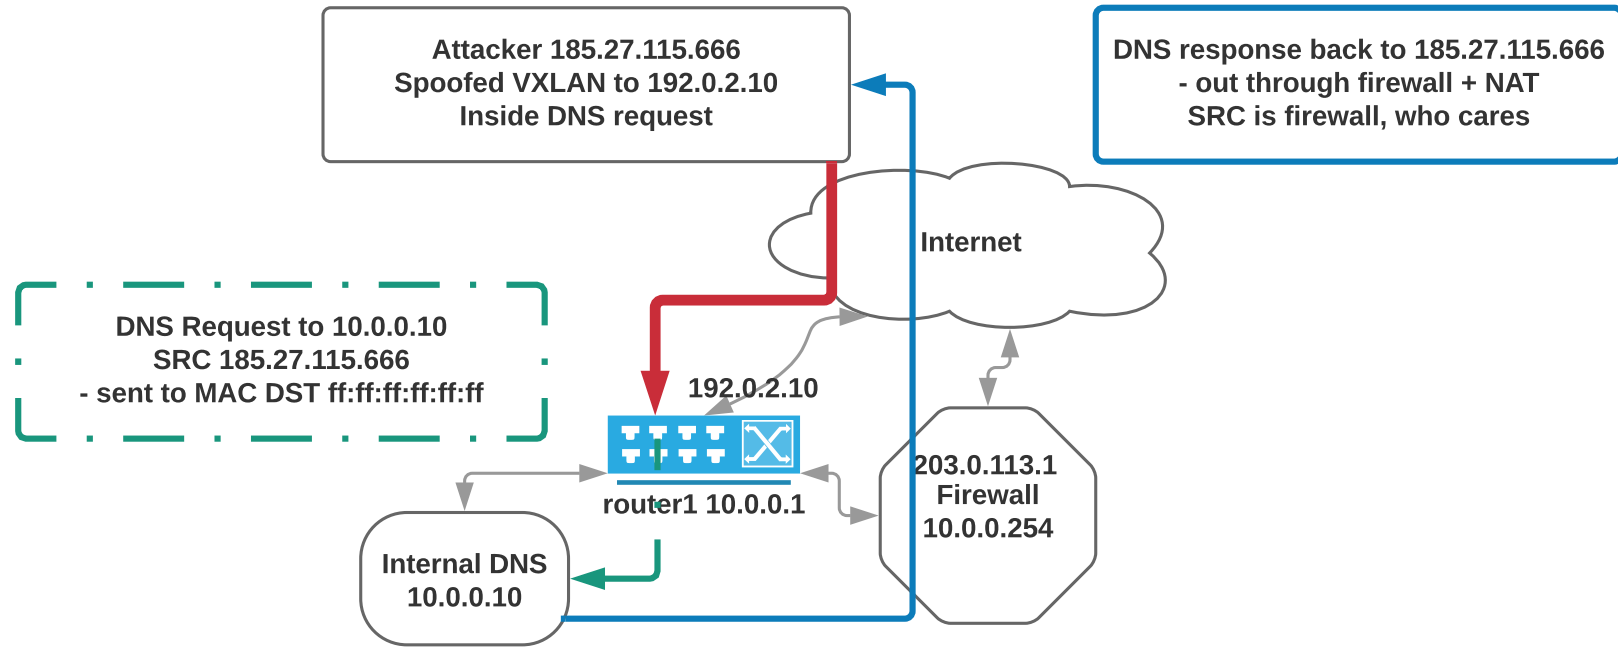 Attacker 185.27.115.666
Spoofed VXLAN to 192.0.2.10
Inside DNS request
DNS response back to 185.27.115.666
- out through firewall + NAT
SRC is firewall, who cares
Internet
DNS Request to 10.0.0.10
SRC 185.27.115.666
- sent to MAC DST ff:ff:ff:ff:ff:ff
192.0.2.10
router1 10.0.0.1
203.0.113.1
Firewall
10.0.0.254
Internal DNS
10.0.0.10